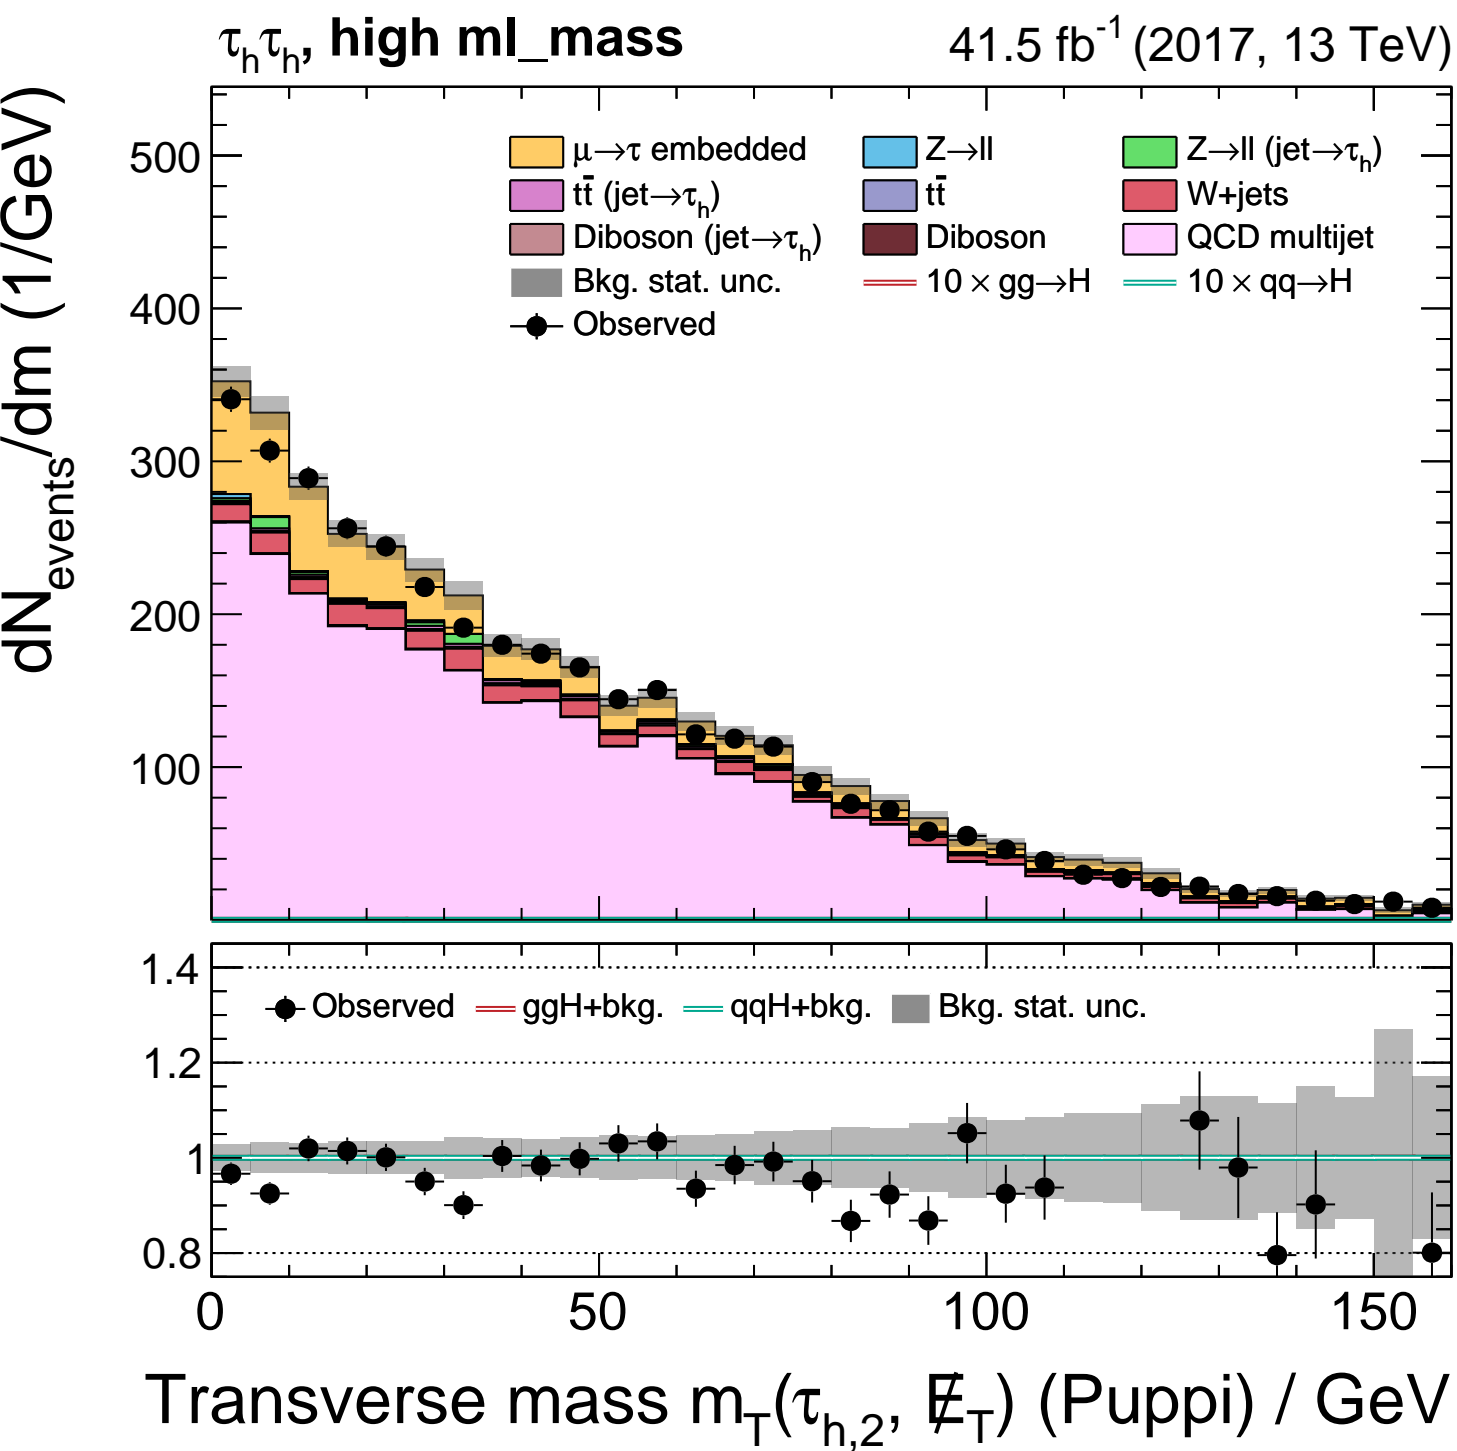 τhτh, high ml_mass 41.5 fb-1 (2017, 13 TeV)
dNevents/dm (1/GeV)
500
400
300
200
100
μ→τ embedded Z→ll Z→ll (jet→τh)
tt̄ (jet→τh) tt̄ W+jets
Diboson (jet→τh) Diboson QCD multijet
Bkg. stat. unc. 10 × gg→H 10 × qq→H
Observed
1.4
1.2
1
0.8
Observed ggH+bkg. qqH+bkg. Bkg. stat. unc.
0 50 100 150
Transverse mass mT(τh,2, E̸T) (Puppi) / GeV